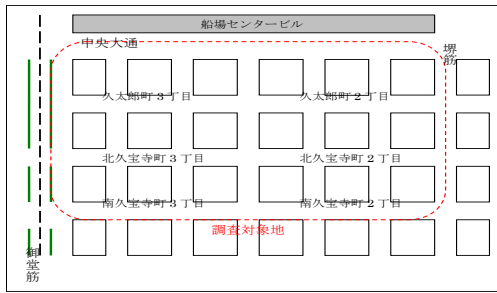 船場センタービル
中央大通
堺筋
久太郎町３丁目
久太郎町２丁目
北久宝寺町３丁目
北久宝寺町２丁目
南久宝寺町３丁目
南久宝寺町２丁目
調査対象地
御堂筋